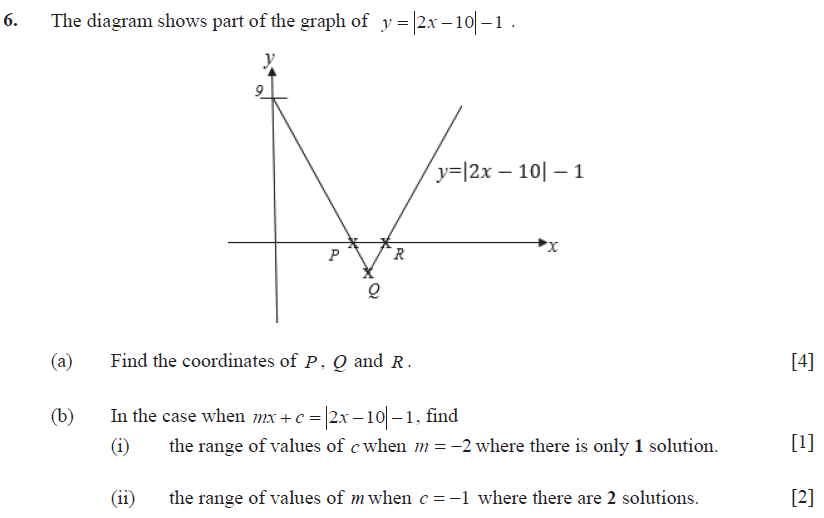 6. The diagram shows part of the graph of y = |2x – 10| – 1 .
y
9
y=|2x – 10| – 1
P
R
x
Q
(a) Find the coordinates of P, Q and R. [4]
(b) In the case when mx + c = |2x – 10| – 1, find
(i) the range of values of c when m = –2 where there is only 1 solution. [1]
(ii) the range of values of m when c = –1 where there are 2 solutions. [2]